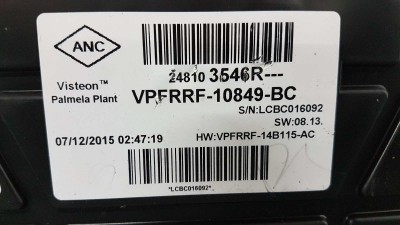 ANC
Visteon™
Palmela Plant
24810 3546R---
VPFRRF-10849-BC
S/N:LCBC016092
SW:08.13.
07/12/2015 02:47:19
HW:VPFRRF-14B115-AC
*LCBC016092*